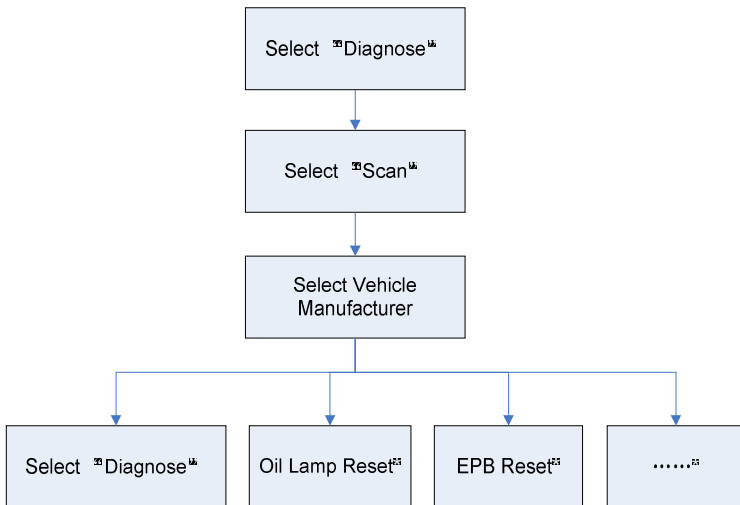 Select "Diagnose"
Select "Scan"
Select Vehicle
Manufacturer
Select "Diagnose"
Oil Lamp Reset
EPB Reset
······